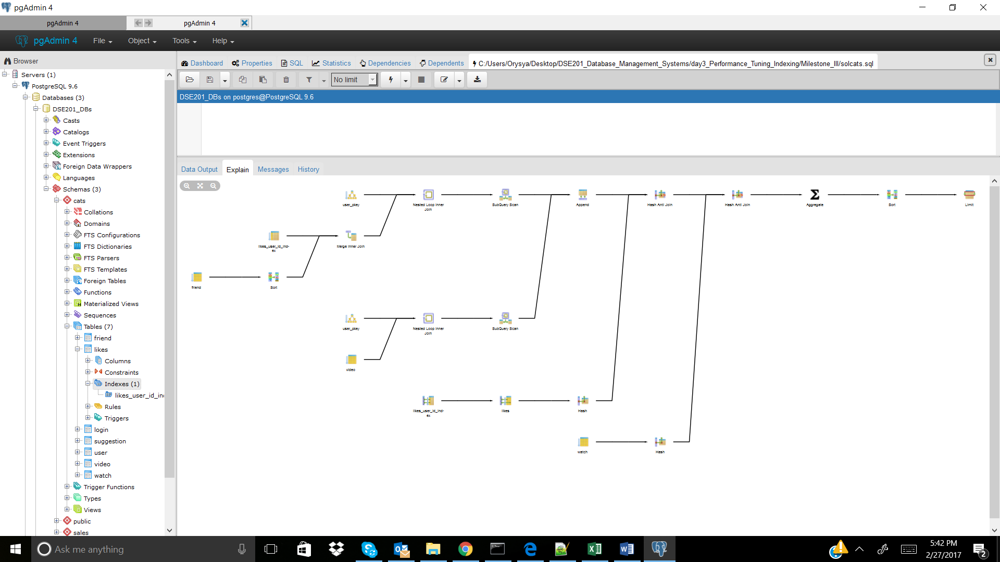 pgAdmin 4
pgAdmin 4
pgAdmin 4
pgAdmin 4 File Object Tools Help
Browser
Servers (1)
PostgreSQL 9.6
Databases (3)
DSE201_DBs
Casts
Catalogs
Event Triggers
Extensions
Foreign Data Wrappers
Languages
Schemas (3)
cats
Collations
Domains
FTS Configurations
FTS Dictionaries
FTS Parsers
FTS Templates
Foreign Tables
Functions
Materialized Views
Sequences
Tables (7)
friend
likes
Columns
Constraints
Indexes (1)
likes_user_id_in
Rules
Triggers
login
suggestion
user
video
watch
Trigger Functions
Types
Views
public
sales
Dashboard Properties SQL Statistics Dependencies Dependents C:/Users/Orysya/Desktop/DSE201_Database_Management_Systems/day3_Performance_Tuning_Indexing/Milestone_III/solcats.sql
No limit
DSE201_DBs on postgres@PostgreSQL 9.6
Data Output Explain Messages History
user_pkey
Nested Loop Inner
Join
SubQuery Scan
Append
Hash Anti Join
Hash Anti Join
Aggregate
Sort
Limit
likes_user_id_ind-
ex
Merge Inner Join
friend
Sort
user_pkey
Nested Loop Inner
Join
SubQuery Scan
video
likes_user_id_ind-
ex
likes
Hash
watch
Hash
Ask me anything
5:42 PM
2/27/2017
2